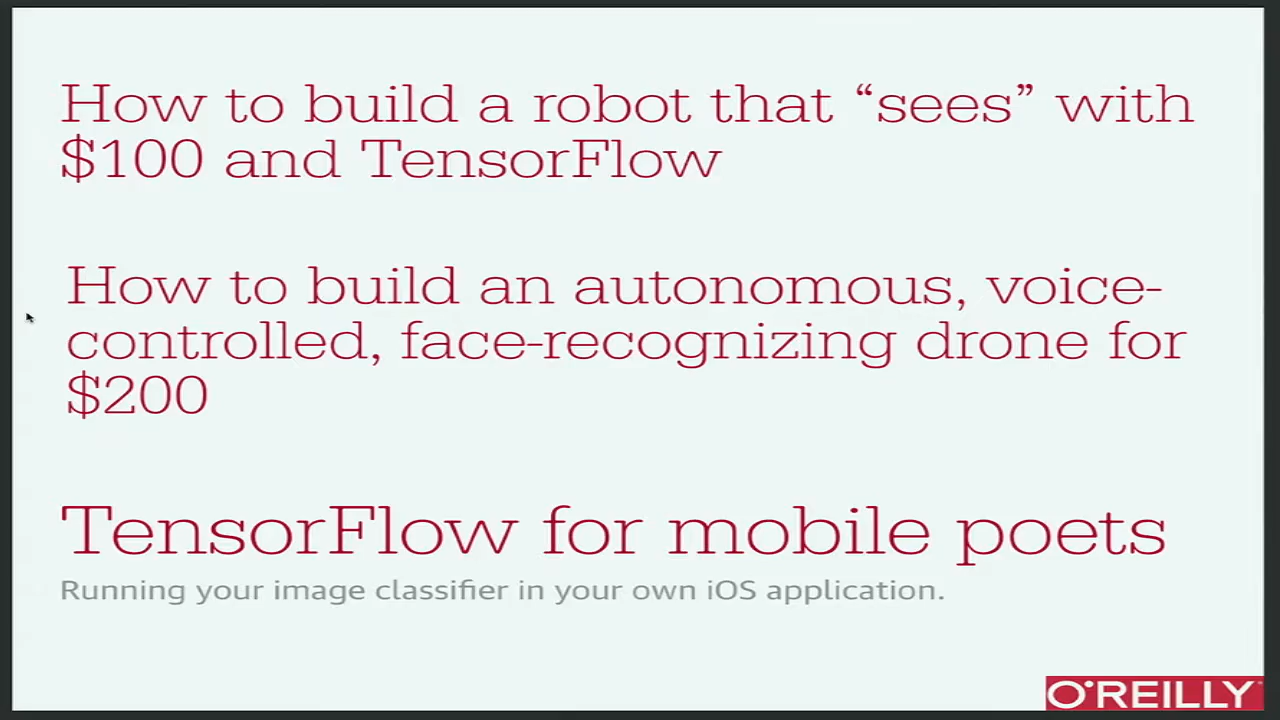 How to build a robot that “sees” with
$100 and TensorFlow
How to build an autonomous, voice-
controlled, face-recognizing drone for
$200
TensorFlow for mobile poets
Running your image classifier in your own iOS application.
O'REILLY